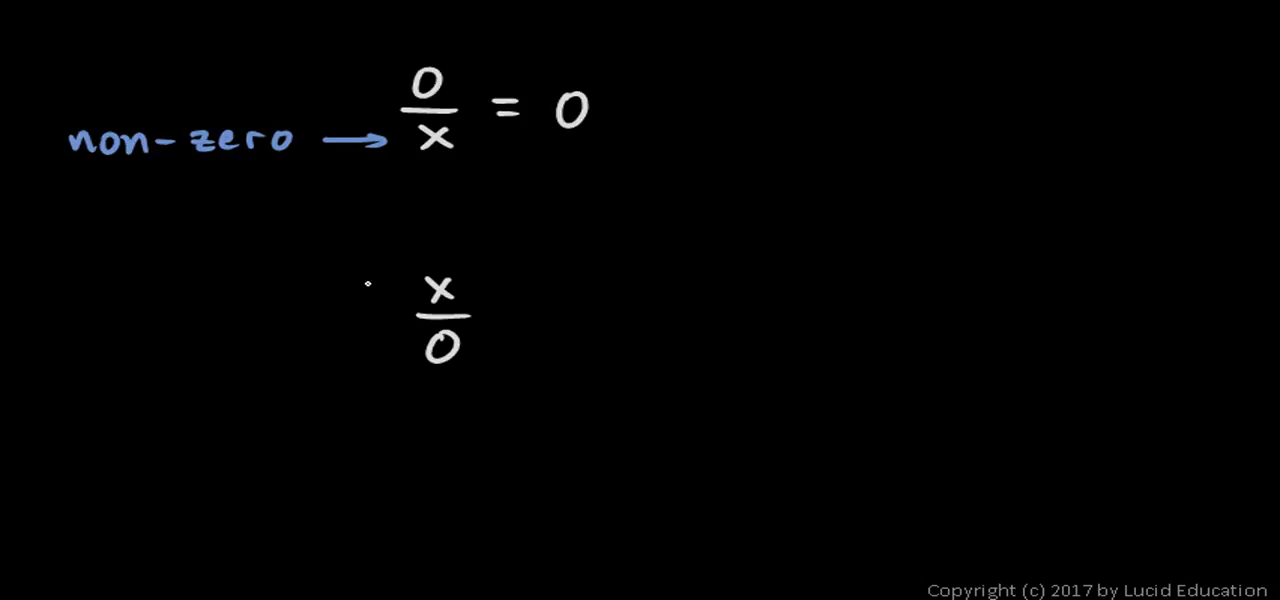 0/x = 0
non-zero →
x/0
Copyright (c) 2017 by Lucid Education